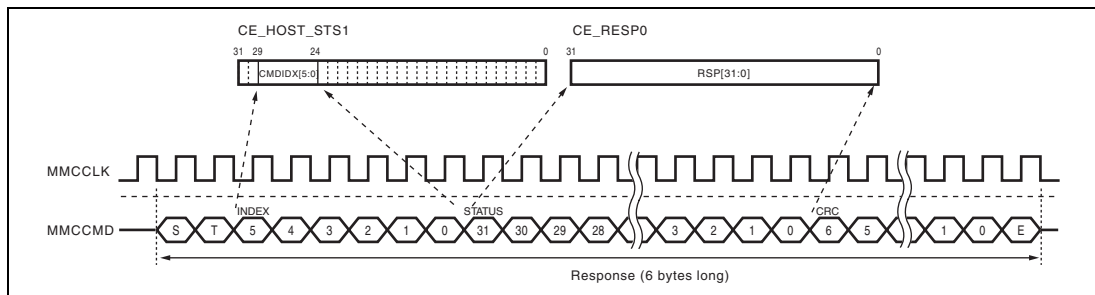 CE_HOST_STS1 CE_RESP0
31 29 24 0 31 0
CMDIDX[5:0] RSP[31:0]
MMCCLK
INDEX STATUS CRC
MMCCMD S T 5 4 3 2 1 0 31 30 29 28 3 2 1 0 6 5 1 0 E
Response (6 bytes long)